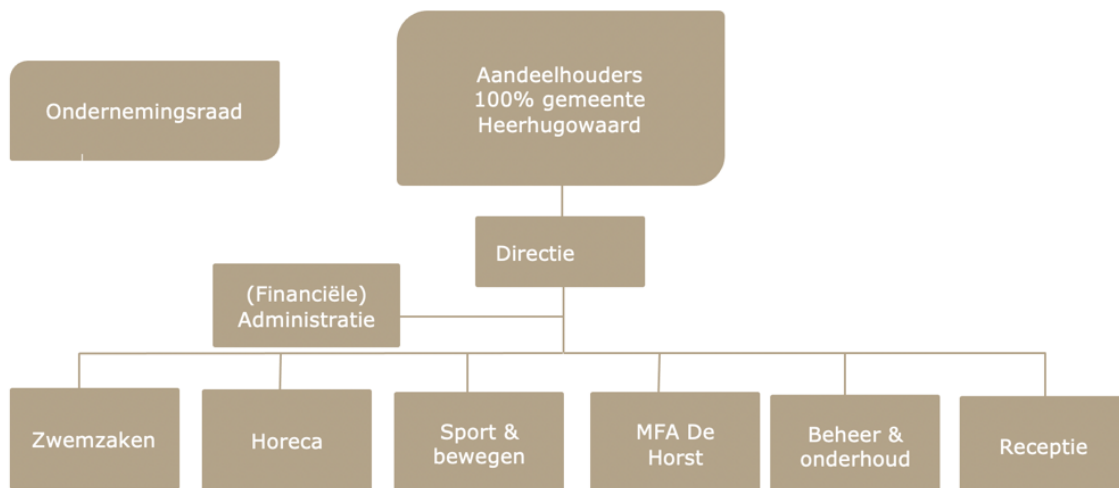 Ondernemingsraad
Aandeelhouders
100% gemeente
Heerhugowaard
Directie
(Financiële)
Administratie
Zwemzaken
Horeca
Sport &
bewegen
MFA De
Horst
Beheer &
onderhoud
Receptie